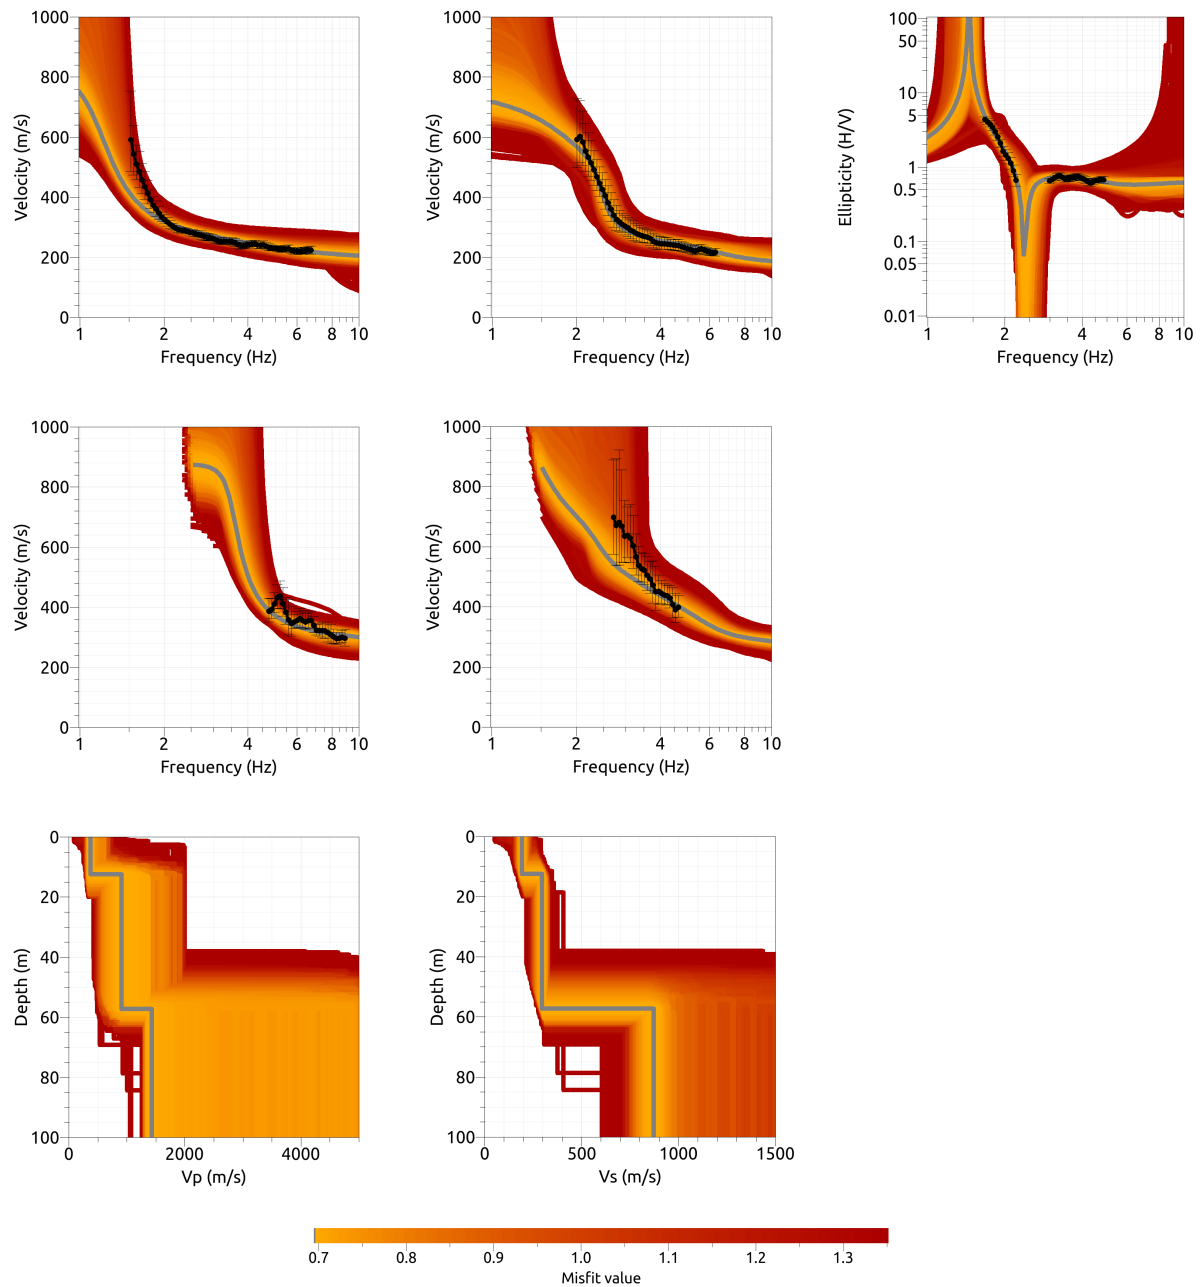 1000
800
600
400
200
0
Velocity (m/s)
1 2 4 6 8 10
Frequency (Hz)
1000
800
600
400
200
0
Velocity (m/s)
1 2 4 6 8 10
Frequency (Hz)
100
50
10
5
1
0.5
0.1
0.05
0.01
Ellipticity (H/V)
1 2 4 6 8 10
Frequency (Hz)
1000
800
600
400
200
0
Velocity (m/s)
1 2 4 6 8 10
Frequency (Hz)
1000
800
600
400
200
0
Velocity (m/s)
1 2 4 6 8 10
Frequency (Hz)
0
20
40
60
80
100
Depth (m)
0 2000 4000
Vp (m/s)
0
20
40
60
80
100
Depth (m)
0 500 1000 1500
Vs (m/s)
0.7 0.8 0.9 1.0 1.1 1.2 1.3
Misfit value